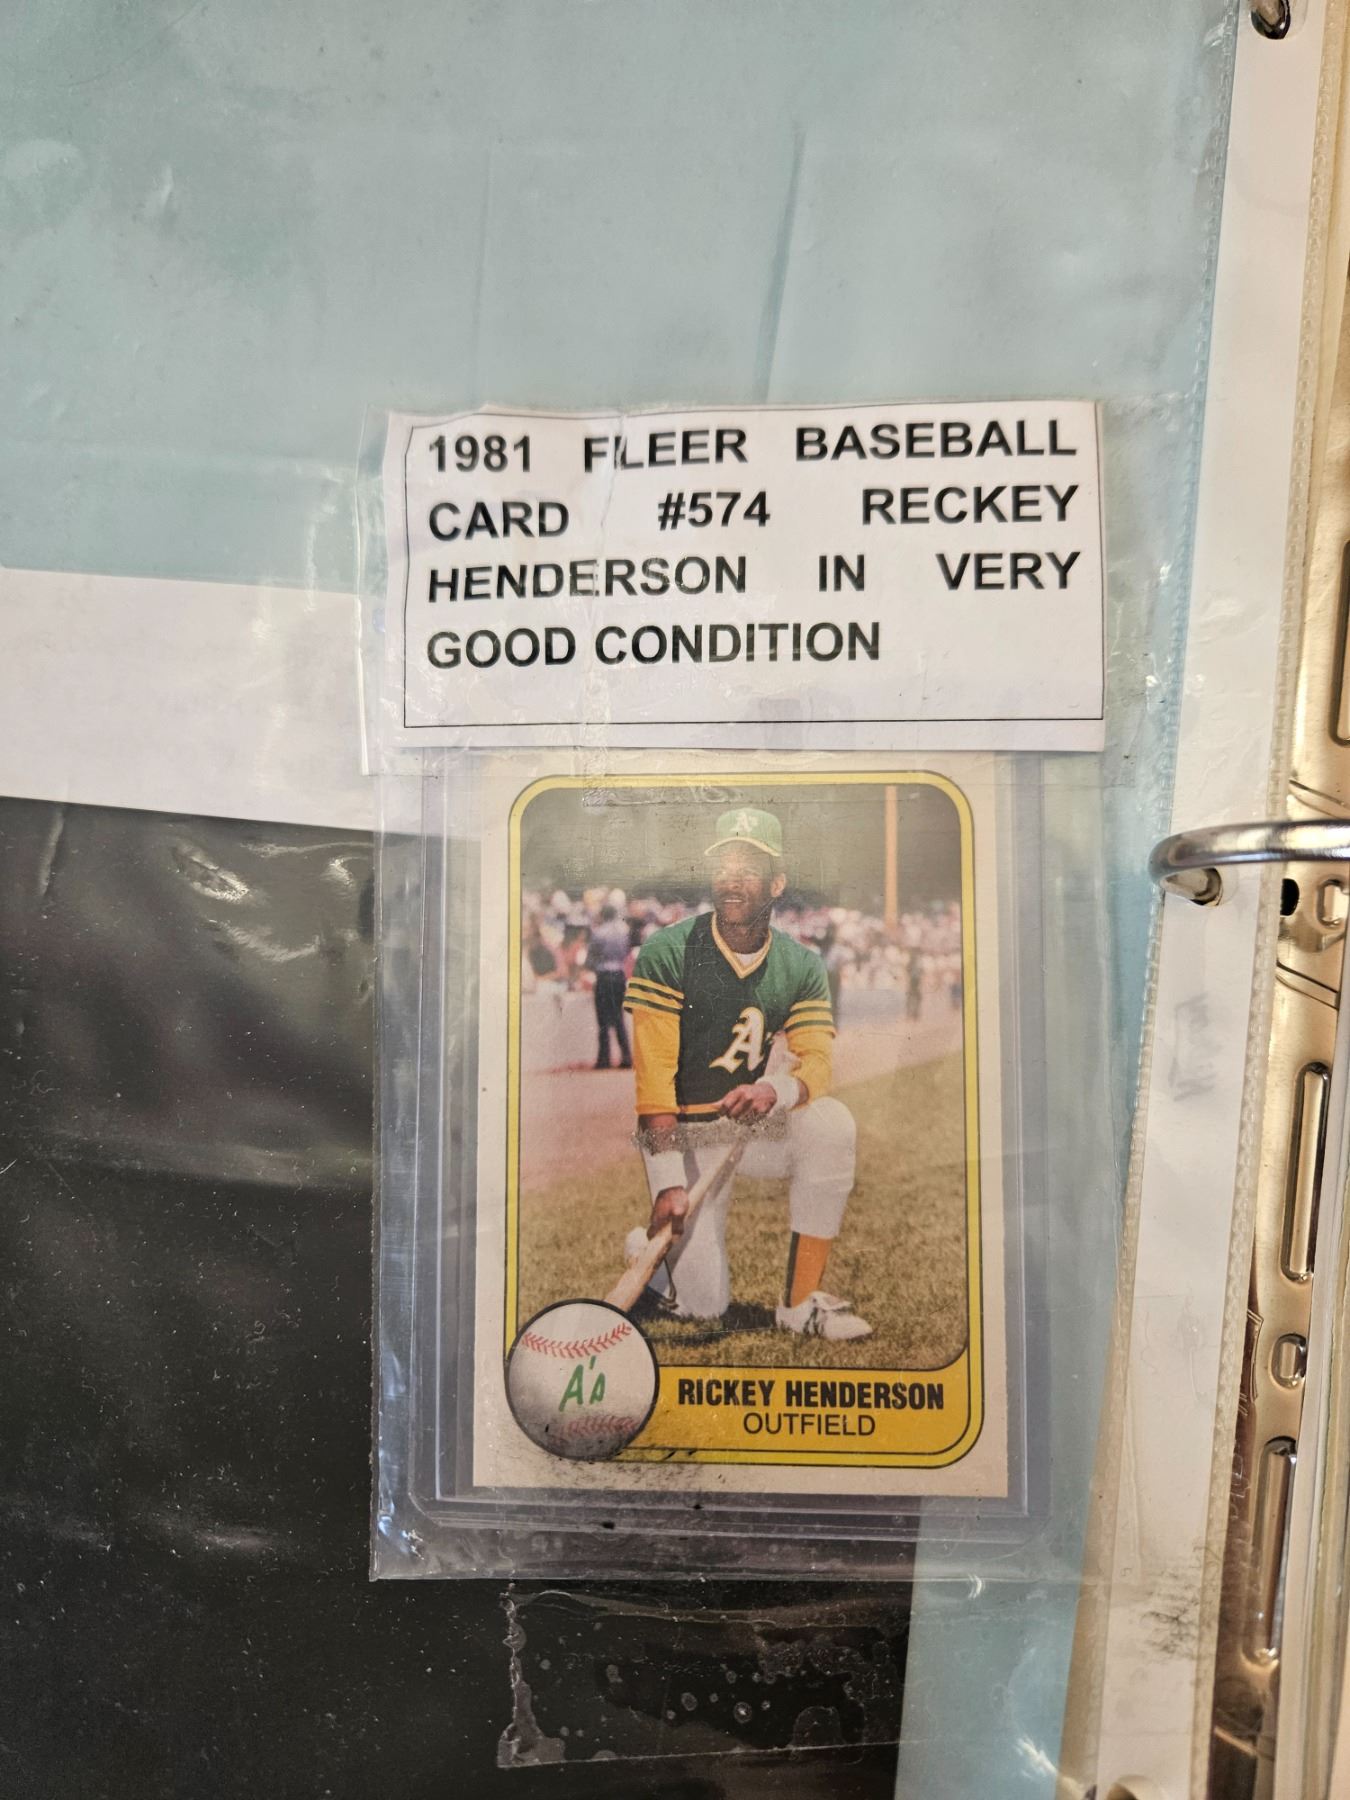 1981 FLEER BASEBALL
CARD #574 RECKEY
HENDERSON IN VERY
GOOD CONDITION
A's
A's
A's
RICKEY HENDERSON
OUTFIELD